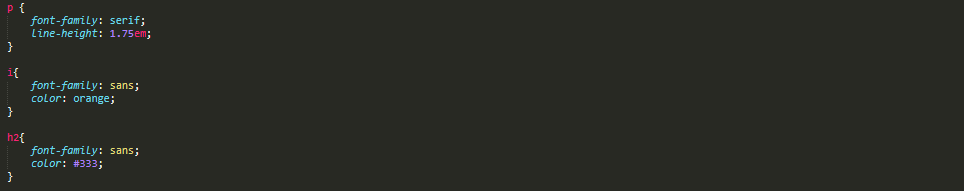 p {
    font-family: serif;
    line-height: 1.75em;
}

i{
    font-family: sans;
    color: orange;
}

h2{
    font-family: sans;
    color: #333;
}